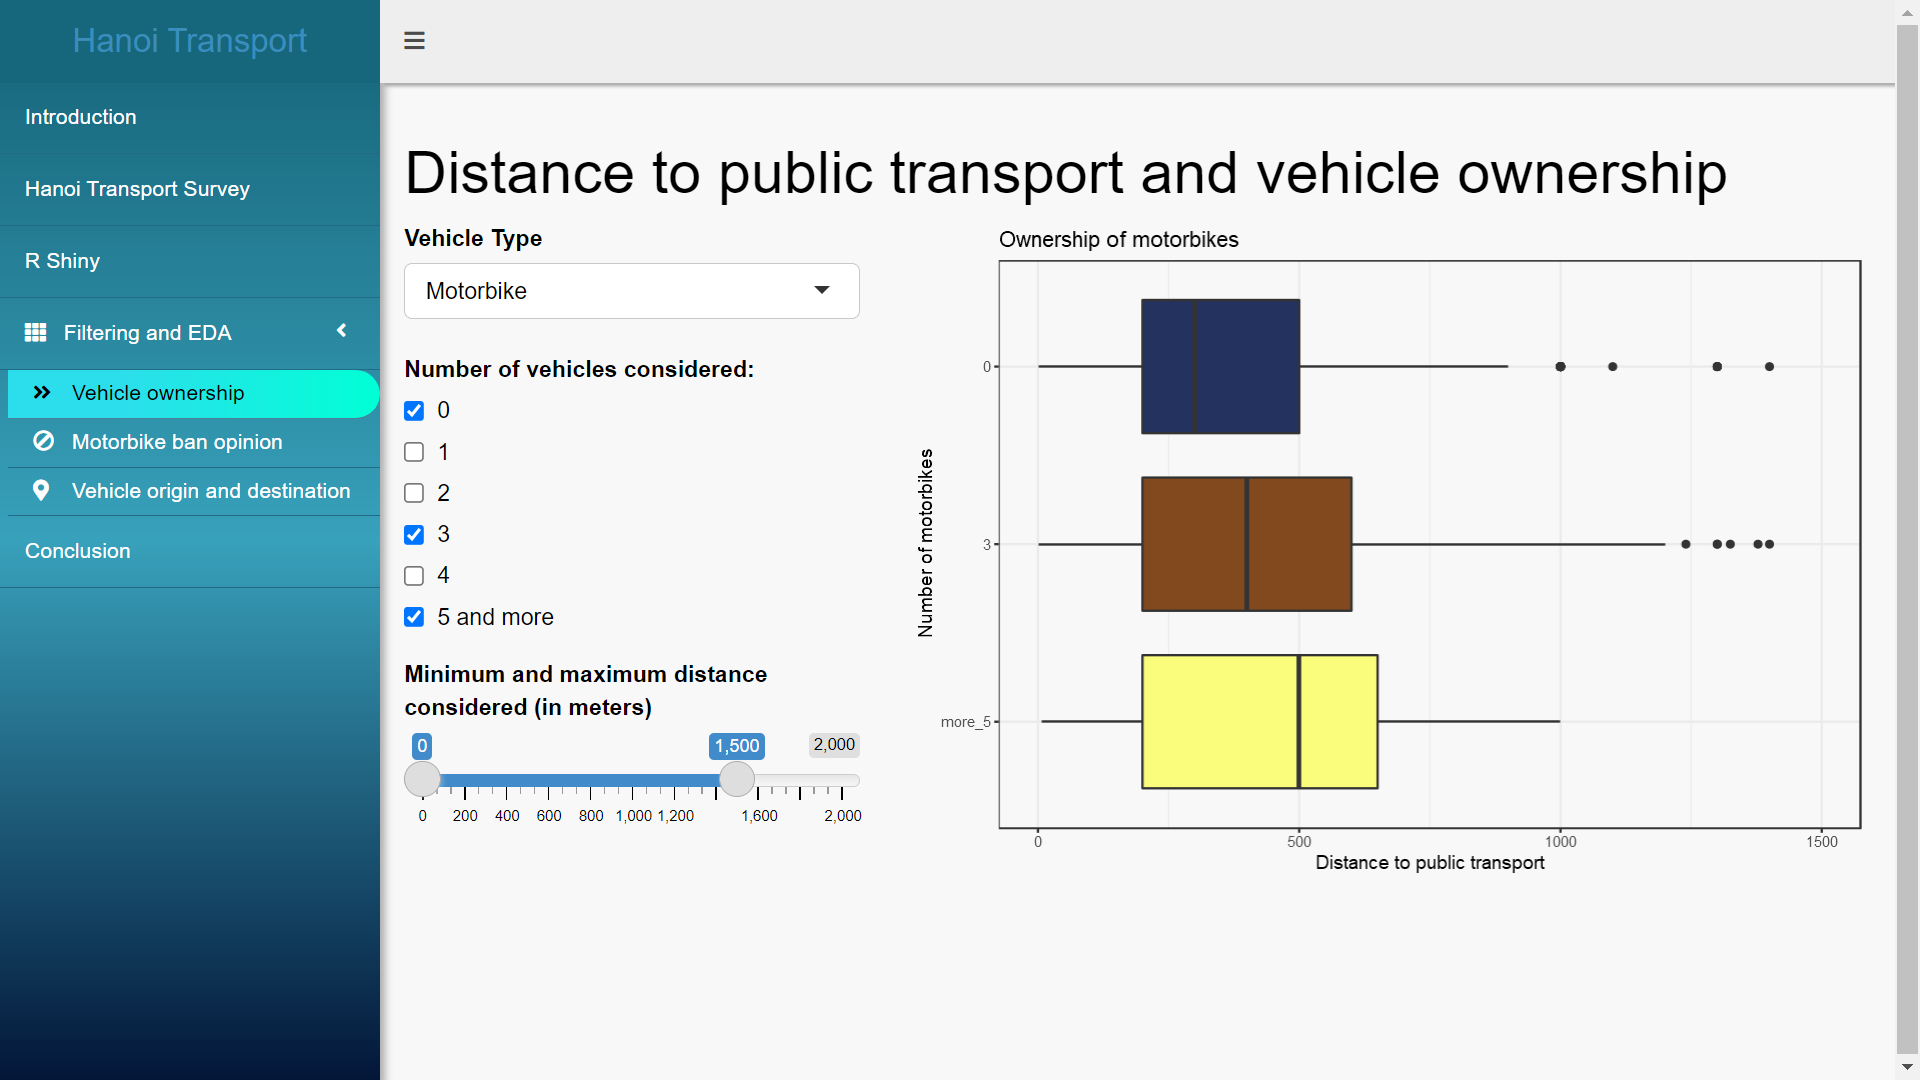 Hanoi Transport
Introduction
Hanoi Transport Survey
R Shiny
Filtering and EDA
Vehicle ownership
Motorbike ban opinion
Vehicle origin and destination
Conclusion
Distance to public transport and vehicle ownership
Vehicle Type
Motorbike
Number of vehicles considered:
0
1
2
3
4
5 and more
Minimum and maximum distance
considered (in meters)
0 1,500 2,000
0 200 400 600 800 1,000 1,200 1,600 2,000
Ownership of motorbikes
Number of motorbikes
0
3
more_5
0 500 1000 1500
Distance to public transport